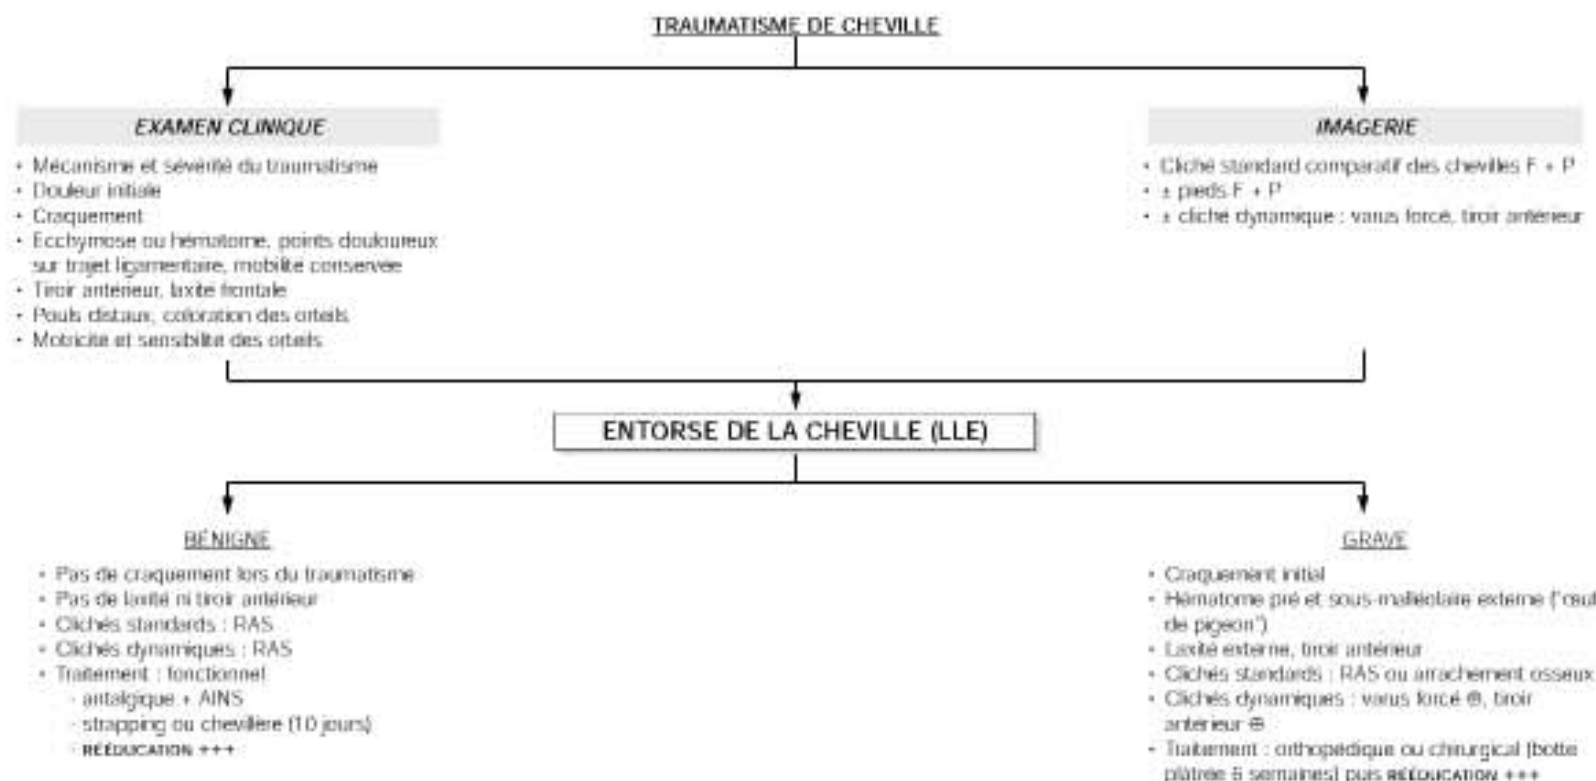 TRAUMATISME DE CHEVILLE
EXAMEN CLINIQUE
• Mécanisme et sévérité du traumatisme
• Douleur initiale
• Craquement
• Ecchymose ou hématome, points douloureux
sur trajet ligamentaire, mobilité conservée
• Tiroir antérieur, laxité frontale
• Pouls distaux, coloration des orteils
• Motricité et sensibilité des orteils
IMAGERIE
• Cliché standard comparatif des chevilles F + P
• ± pieds F + P
• ± cliché dynamique : varus forcé, tiroir antérieur
ENTORSE DE LA CHEVILLE (LLE)
BÉNIGNE
• Pas de craquement lors du traumatisme
• Pas de laxité ni tiroir antérieur
• Clichés standards : RAS
• Clichés dynamiques : RAS
• Traitement : fonctionnel
- antalgique + AINS
- strapping ou chevillère (10 jours)
- RÉÉDUCATION +++
GRAVE
• Craquement initial
• Hématome pré et sous-malléolaire externe ("œuf
de pigeon")
• Laxité externe, tiroir antérieur
• Clichés standards : RAS ou arrachement osseux
• Clichés dynamiques : varus forcé ⊕, tiroir
antérieur ⊕
• Traitement : orthopédique ou chirurgical (botte
plâtrée 6 semaines) puis RÉÉDUCATION +++